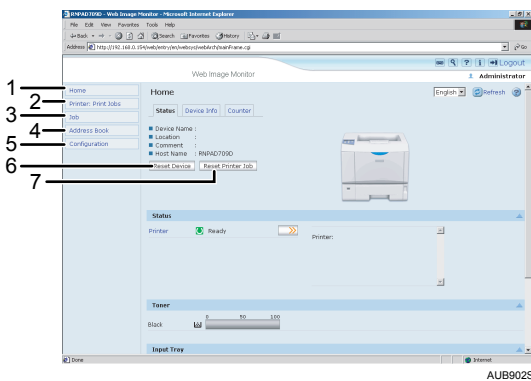 RNPAD709D - Web Image Monitor - Microsoft Internet Explorer
File Edit View Favorites Tools Help
Back Search Favorites History
Address http://192.168.0.154/web/entry/en/websys/webArch/mainFrame.cgi Go
? i Logout
Web Image Monitor Administrator
1 Home
2 Printer: Print Jobs
3 Job
4 Address Book
5 Configuration
6
7
Home English Refresh ?
Status Device Info Counter
Device Name :
Location :
Comment :
Host Name : RNPAD709D
Reset Device Reset Printer Job
Status
Printer Ready Printer:
Toner
0 50 100
Black
Input Tray
Done Internet
AUB902S